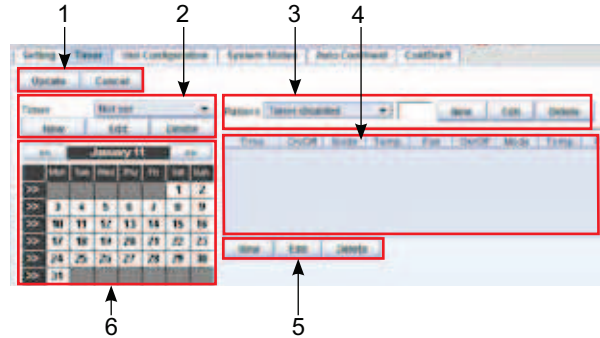 1 2 3 4
Setting Timer Unit Configuration System Status Auto Cool/Heat Cold Draft
Update Cancel
Timer Not set
New Edit Delete
Pattern Timer disabled New Edit Delete
<< January 11 >>
Time On/Off Mode Temp. Fan On/Off Mode Temp.
Mon Tue Wed Thu Fri Sat Sun
>> 1 2
>> 3 4 5 6 7 8 9
>> 10 11 12 13 14 15 16
>> 17 18 19 20 21 22 23
>> 24 25 26 27 28 29 30
>> 31
New Edit Delete
6 5